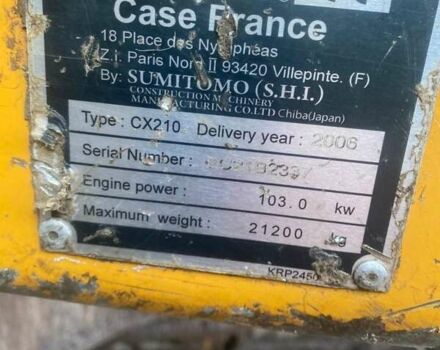 Case France
18 Place des Nymphéas
Z.I. Paris Nord II 93420 Villepinte. (F)
By: SUMITOMO (S.H.I.)
CONSTRUCTION MACHINERY
MANUFACTURING CO.LTD Chiba(Japan)
Type : CX210 Delivery year : 2006
Serial Number :
Engine power : 103.0 kw
Maximum weight : 21200 kg
KRP2450